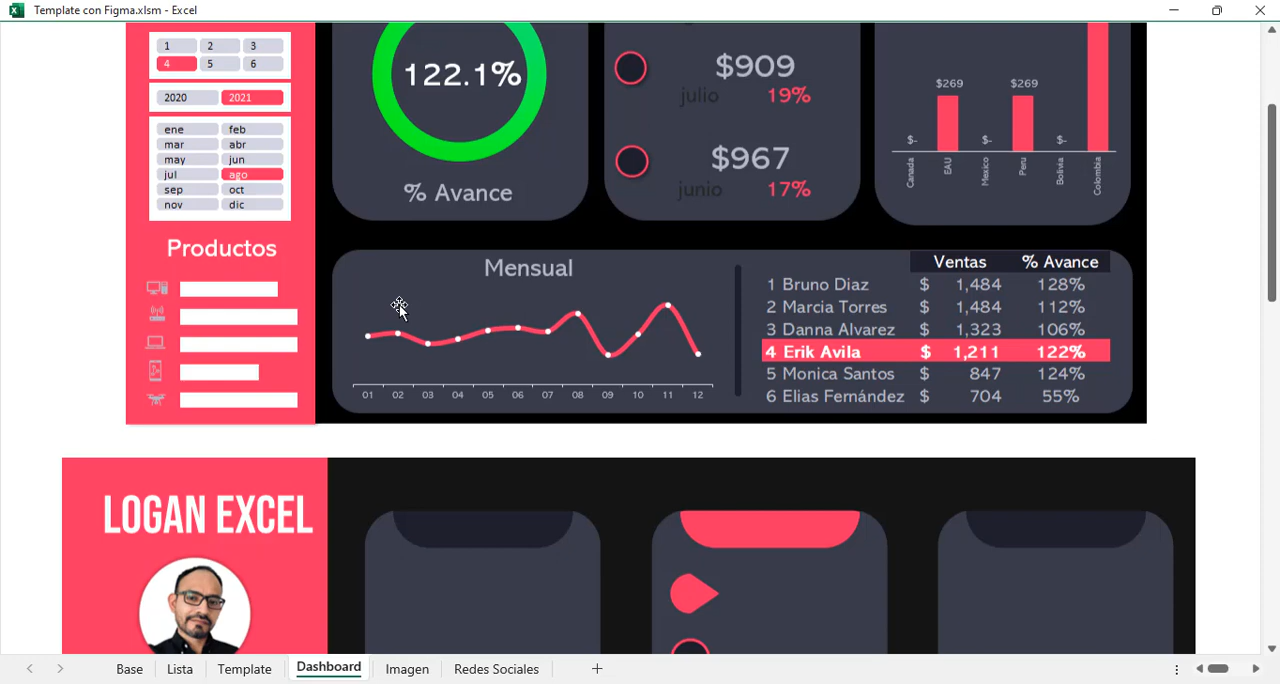 Template con Figma.xlsm - Excel
1 2 3
4 5 6
2020 2021
ene feb
mar abr
may jun
jul ago
sep oct
nov dic
Productos
122.1%
% Avance
$909
julio 19%
$967
junio 17%
$- $269 $- $269 $-
Canada EAU Mexico Peru Bolivia Colombia
Mensual
01 02 03 04 05 06 07 08 09 10 11 12
Ventas % Avance
1 Bruno Diaz $ 1,484 128%
2 Marcia Torres $ 1,484 112%
3 Danna Alvarez $ 1,323 106%
4 Erik Avila $ 1,211 122%
5 Monica Santos $ 847 124%
6 Elias Fernández $ 704 55%
LOGAN EXCEL
Base Lista Template Dashboard Imagen Redes Sociales